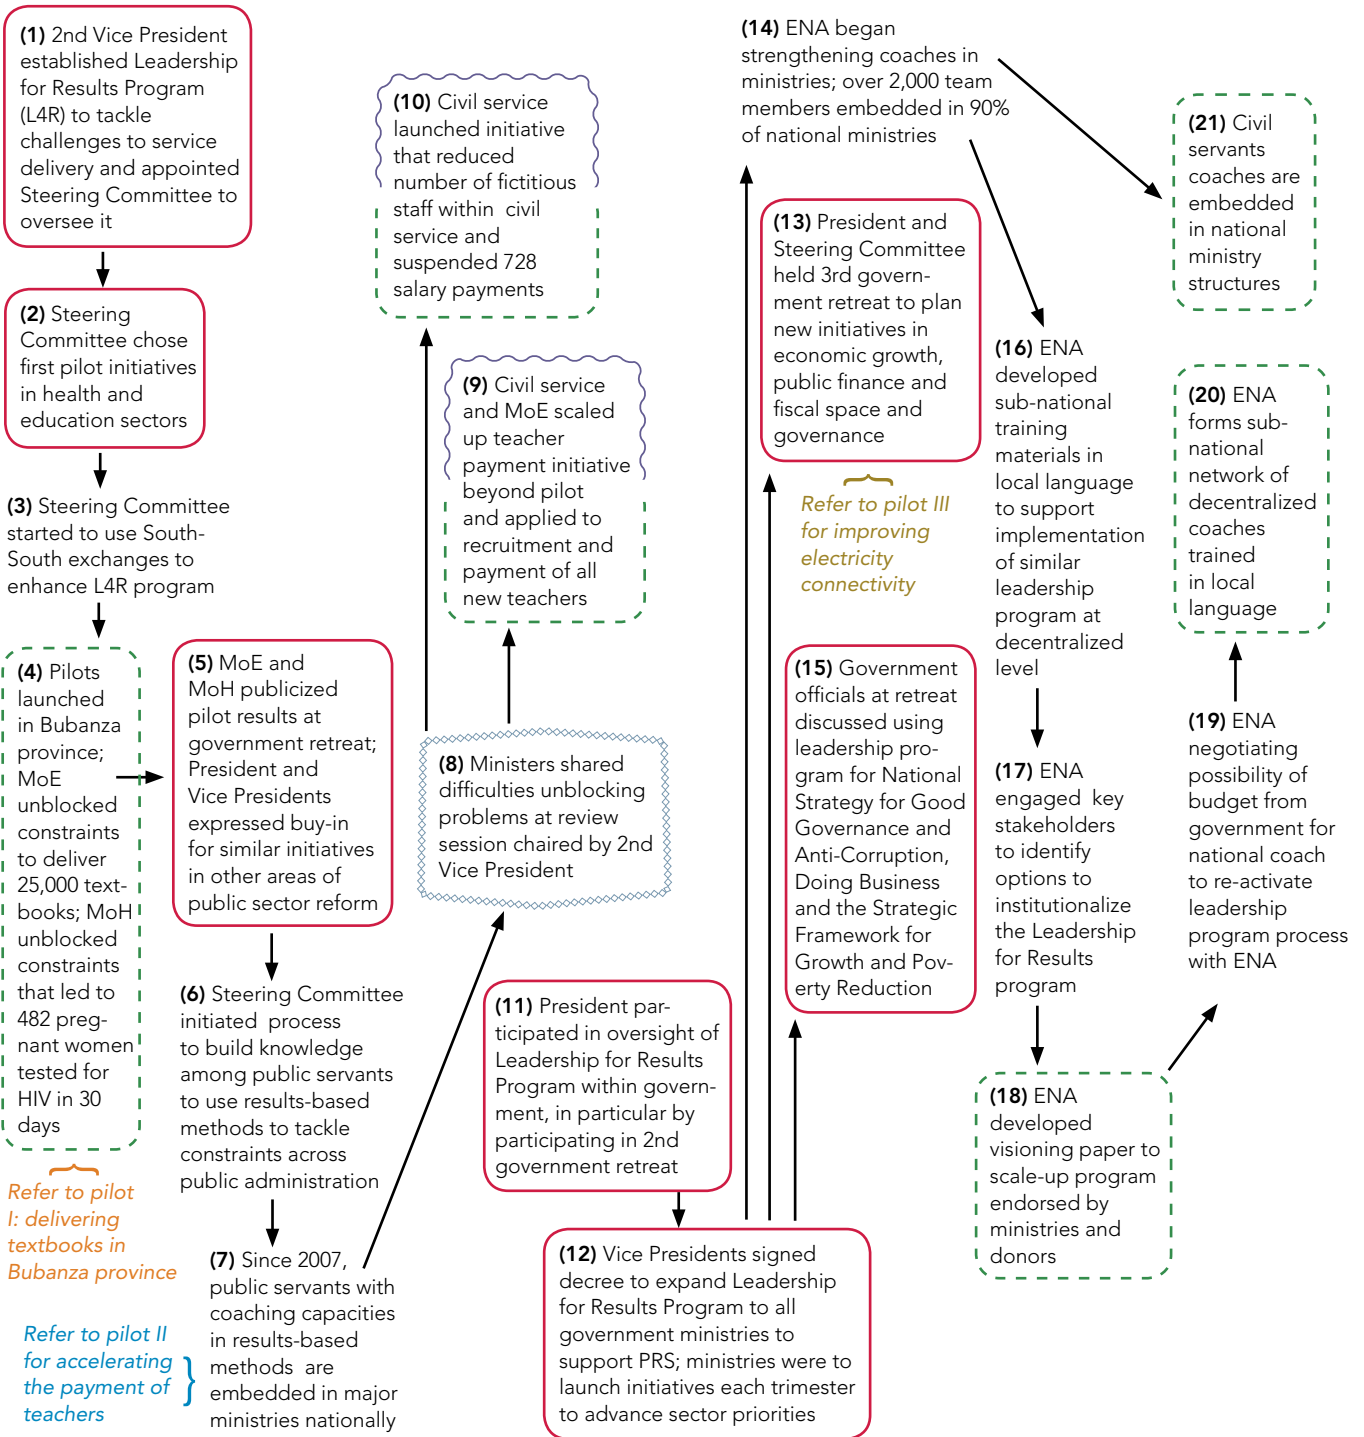 (1) 2nd Vice President
established Leadership
for Results Program
(L4R) to tackle
challenges to service
delivery and appointed
Steering Committee to
oversee it
(2) Steering
Committee chose
first pilot initiatives
in health and
education sectors
(3) Steering Committee
started to use South-
South exchanges to
enhance L4R program
(4) Pilots
launched
in Bubanza
province;
MoE
unblocked
constraints
to deliver
25,000 text-
books; MoH
unblocked
constraints
that led to
482 preg-
nant women
tested for
HIV in 30
days
Refer to pilot
I: delivering
textbooks in
Bubanza province
(5) MoE and
MoH publicized
pilot results at
government retreat;
President and
Vice Presidents
expressed buy-in
for similar initiatives
in other areas of
public sector reform
(6) Steering Committee
initiated process
to build knowledge
among public servants
to use results-based
methods to tackle
constraints across
public administration
(7) Since 2007,
public servants with
coaching capacities
in results-based
methods are
embedded in major
ministries nationally
Refer to pilot II
for accelerating
the payment of
teachers
(8) Ministers shared
difficulties unblocking
problems at review
session chaired by 2nd
Vice President
(9) Civil service
and MoE scaled
up teacher
payment initiative
beyond pilot
and applied to
recruitment and
payment of all
new teachers
(10) Civil service
launched initiative
that reduced
number of fictitious
staff within civil
service and
suspended 728
salary payments
(11) President par-
ticipated in oversight of
Leadership for Results
Program within govern-
ment, in particular by
participating in 2nd
government retreat
(12) Vice Presidents signed
decree to expand Leadership
for Results Program to all
government ministries to
support PRS; ministries were to
launch initiatives each trimester
to advance sector priorities
(13) President and
Steering Committee
held 3rd govern-
ment retreat to plan
new initiatives in
economic growth,
public finance and
fiscal space and
governance
Refer to pilot III
for improving
electricity
connectivity
(14) ENA began
strengthening coaches in
ministries; over 2,000 team
members embedded in 90%
of national ministries
(15) Government
officials at retreat
discussed using
leadership pro-
gram for National
Strategy for Good
Governance and
Anti-Corruption,
Doing Business
and the Strategic
Framework for
Growth and Pov-
erty Reduction
(16) ENA
developed
sub-national
training
materials in
local language
to support
implementation
of similar
leadership
program at
decentralized
level
(17) ENA
engaged key
stakeholders
to identify
options to
institutionalize
the Leadership
for Results
program
(18) ENA
developed
visioning paper to
scale-up program
endorsed by
ministries and
donors
(19) ENA
negotiating
possibility of
budget from
government for
national coach
to re-activate
leadership
program process
with ENA
(20) ENA
forms sub-
national
network of
decentralized
coaches
trained
in local
language
(21) Civil
servants
coaches are
embedded
in national
ministry
structures